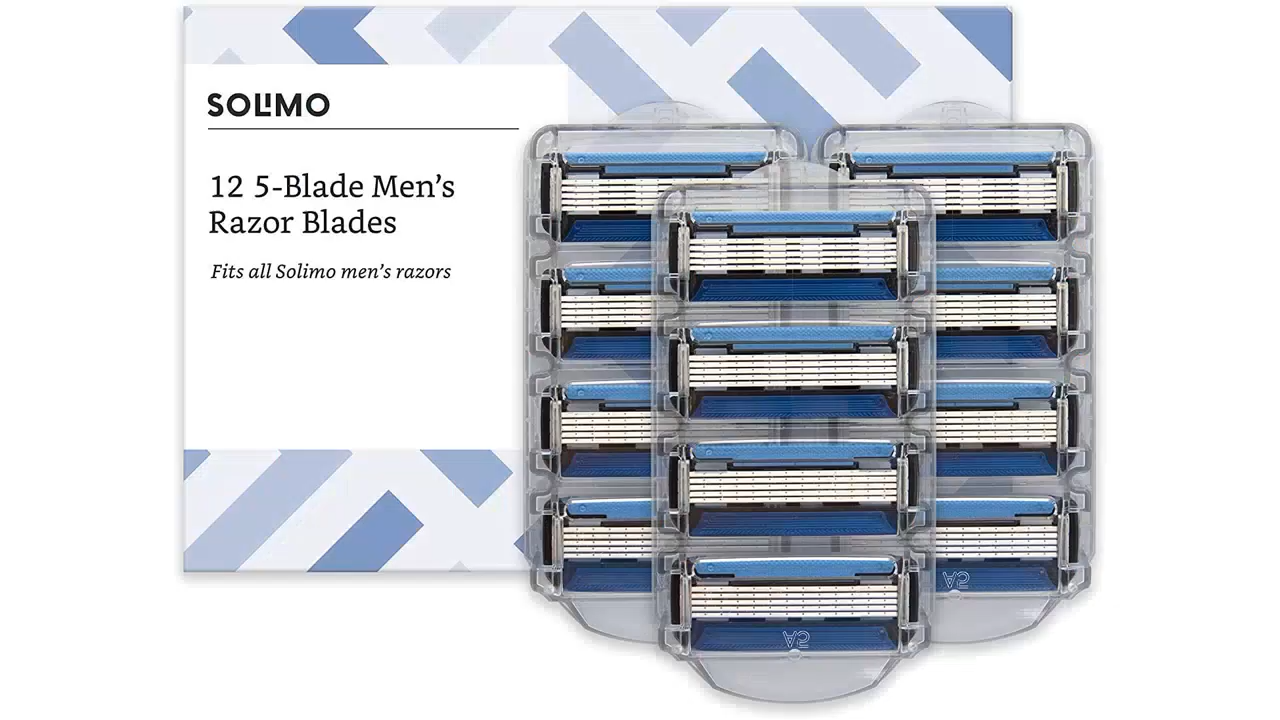 SOLIMO
12 5-Blade Men’s
Razor Blades
Fits all Solimo men’s razors